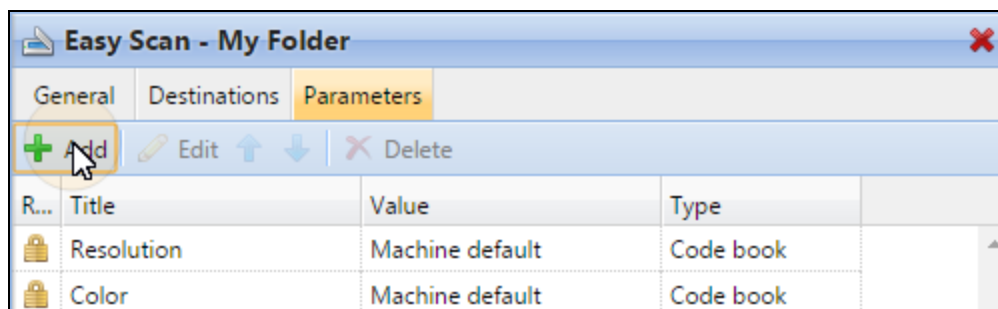 Easy Scan - My Folder
General Destinations Parameters
Add Edit Delete
R... Title Value Type
Resolution Machine default Code book
Color Machine default Code book